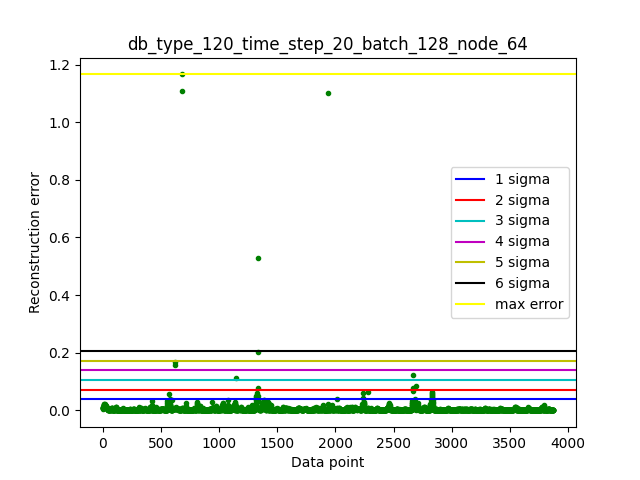 db_type_120_time_step_20_batch_128_node_64
1.2
1.0
0.8
0.6
0.4
0.2
0.0
Reconstruction error
1 sigma
2 sigma
3 sigma
4 sigma
5 sigma
6 sigma
max error
0 500 1000 1500 2000 2500 3000 3500 4000
Data point